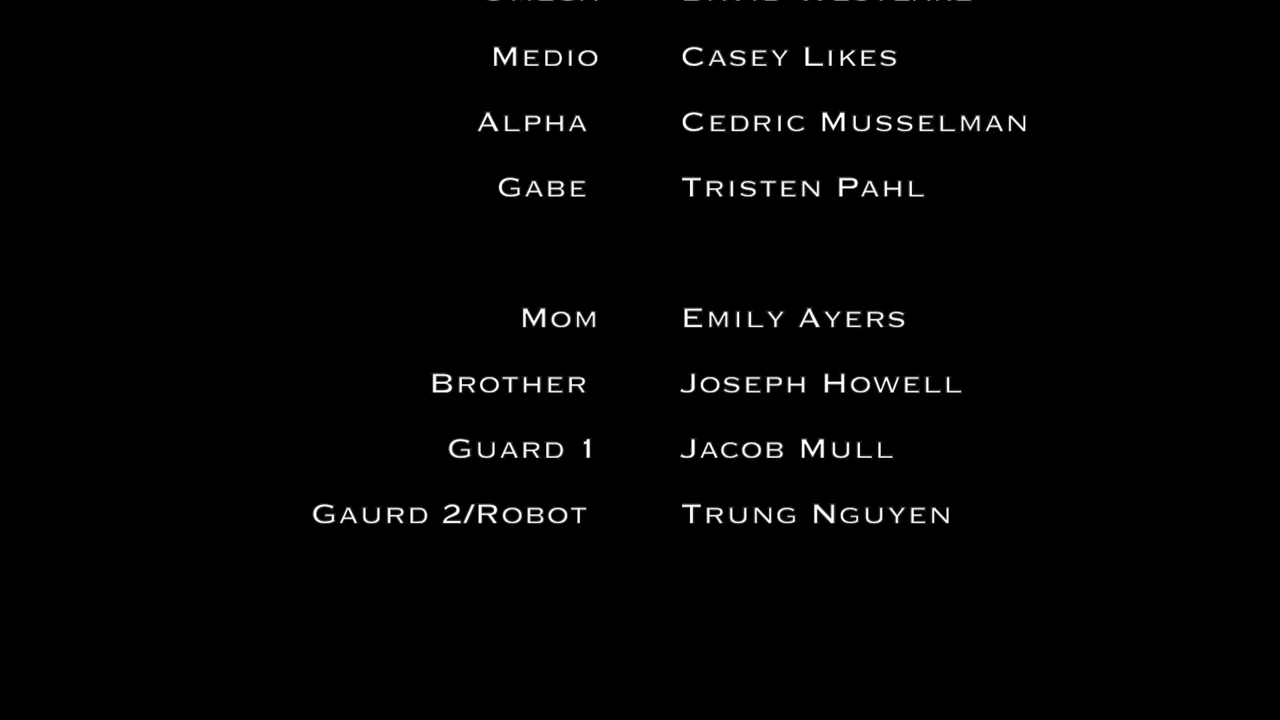 Medio Casey Likes
Alpha Cedric Musselman
Gabe Tristen Pahl
Mom Emily Ayers
Brother Joseph Howell
Guard 1 Jacob Mull
Gaurd 2/Robot Trung Nguyen